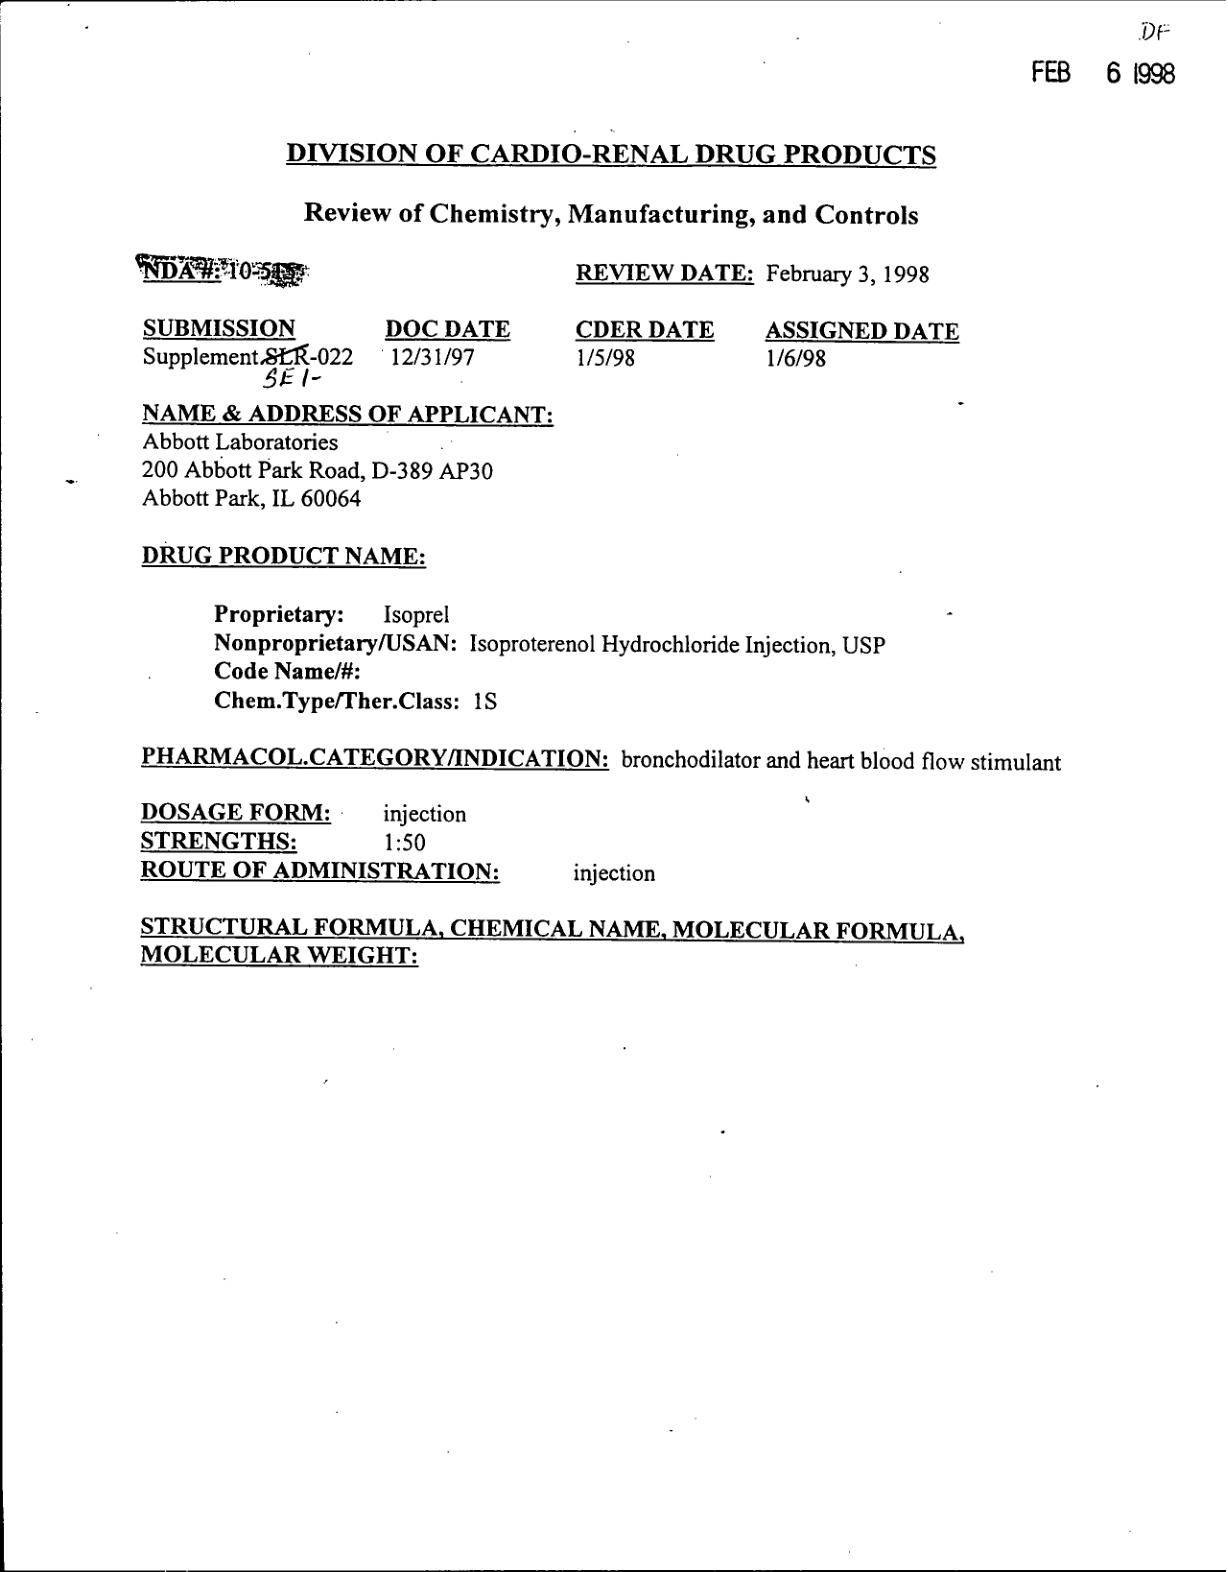 DF
FEB 6 1998
DIVISION OF CARDIO-RENAL DRUG PRODUCTS
Review of Chemistry, Manufacturing, and Controls
NDA#: REVIEW DATE: February 3, 1998
SUBMISSION DOC DATE CDER DATE ASSIGNED DATE
Supplement SLR-022 12/31/97 1/5/98 1/6/98
SE1-
NAME & ADDRESS OF APPLICANT:
Abbott Laboratories
200 Abbott Park Road, D-389 AP30
Abbott Park, IL 60064
DRUG PRODUCT NAME:
Proprietary: Isoprel
Nonproprietary/USAN: Isoproterenol Hydrochloride Injection, USP
Code Name/#:
Chem.Type/Ther.Class: 1S
PHARMACOL.CATEGORY/INDICATION: bronchodilator and heart blood flow stimulant
DOSAGE FORM: injection
STRENGTHS: 1:50
ROUTE OF ADMINISTRATION: injection
STRUCTURAL FORMULA, CHEMICAL NAME, MOLECULAR FORMULA,
MOLECULAR WEIGHT: